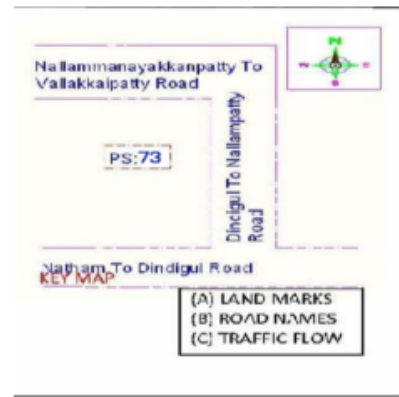 N
Nallammanayakkanpatty To
Vallakkaipatty Road
S
PS:73
Dindigul To Nallampatty
Road
Natham To Dindigul Road
KEY MAP
(A) LAND MARKS
(B) ROAD NAMES
(C) TRAFFIC FLOW